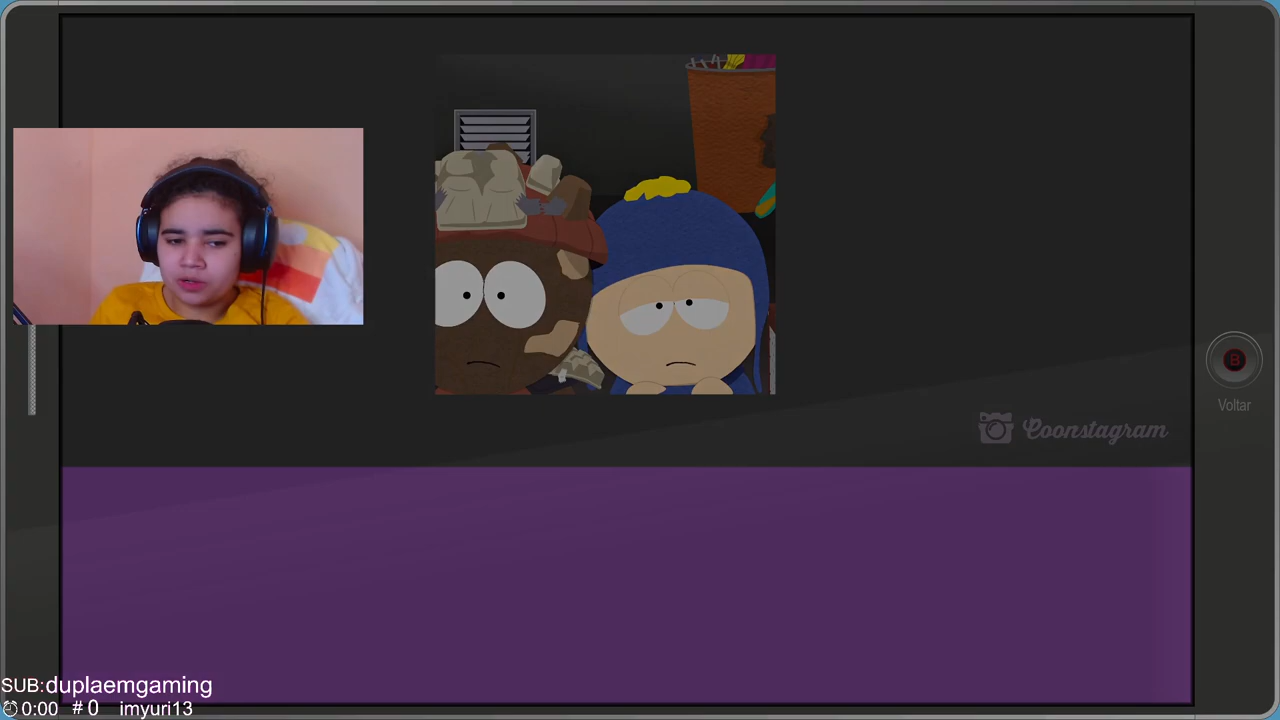 B
Voltar
Coonstagram
SUB:duplaemgaming
0:00 # 0 imyuri13